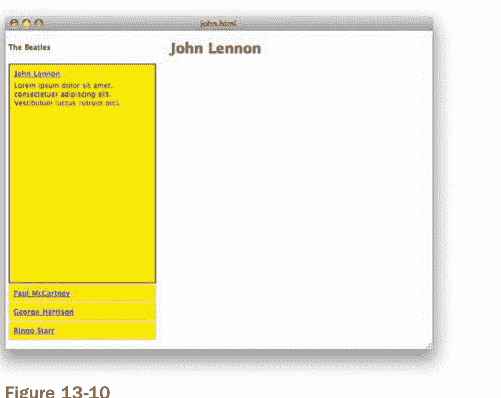 john.html
The Beatles
John Lennon
John Lennon
Lorem ipsum dolor sit amet,
consectetuer adipiscing elit.
Vestibulum luctus rutrum orci.
Paul McCartney
George Harrison
Ringo Starr
Figure 13-10